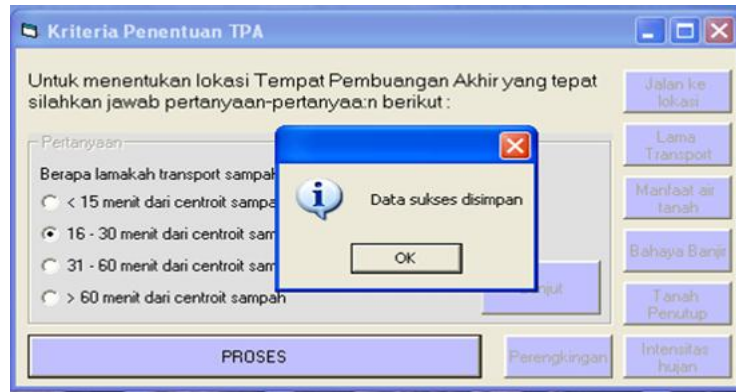 Kriteria Penentuan TPA
Untuk menentukan lokasi Tempat Pembuangan Akhir yang tepat
silahkan jawab pertanyaan-pertanyaa:n berikut :
Pertanyaan
Berapa lamakah transport sampah
< 15 menit dari centroit sampa
16 - 30 menit dari centroit sam
31 - 60 menit dari centroit sam
> 60 menit dari centroit sampah
Data sukses disimpan
OK
PROSES
Perengkingan
Jalan ke
lokasi
Lama
Transport
Manfaat air
tanah
Bahaya Banjir
Tanah
Penutup
Intensitas
hujan